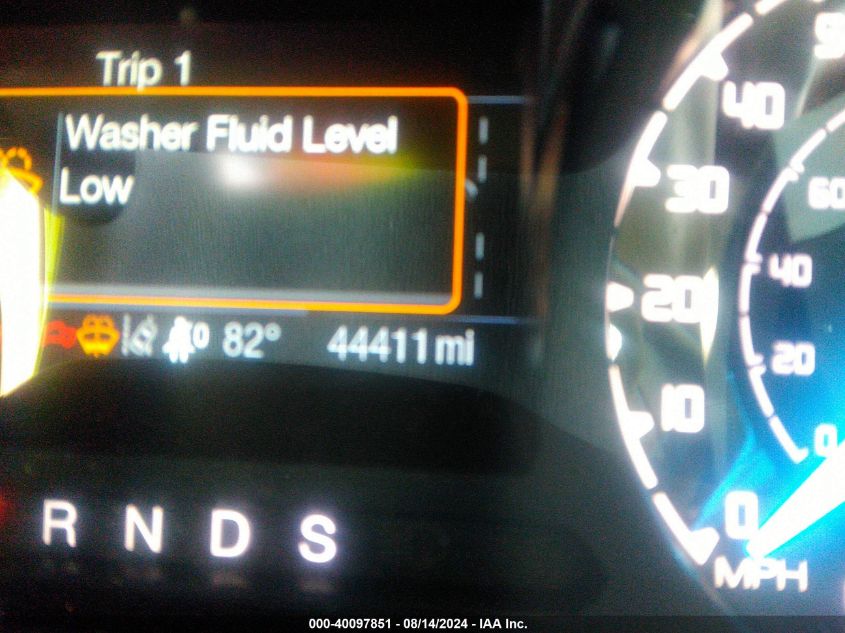 Trip 1
Washer Fluid Level
Low
0 82° 44411 mi
R N D S
40
30
20
10
0
MPH
60
40
20
0
000-40097851 - 08/14/2024 - IAA Inc.